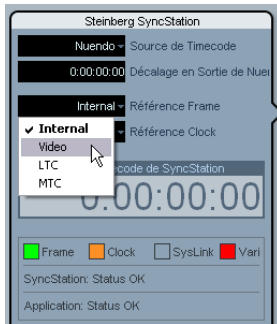 Steinberg SyncStation
Nuendo Source de Timecode
0:00:00:00 Décalage en Sortie de Nuer
Internal Référence Frame
Référence Clock
✓ Internal
Video
LTC
MTC
code de SyncStation
0:00:00:00
Frame Clock SysLink Vari
SyncStation: Status OK
Application: Status OK